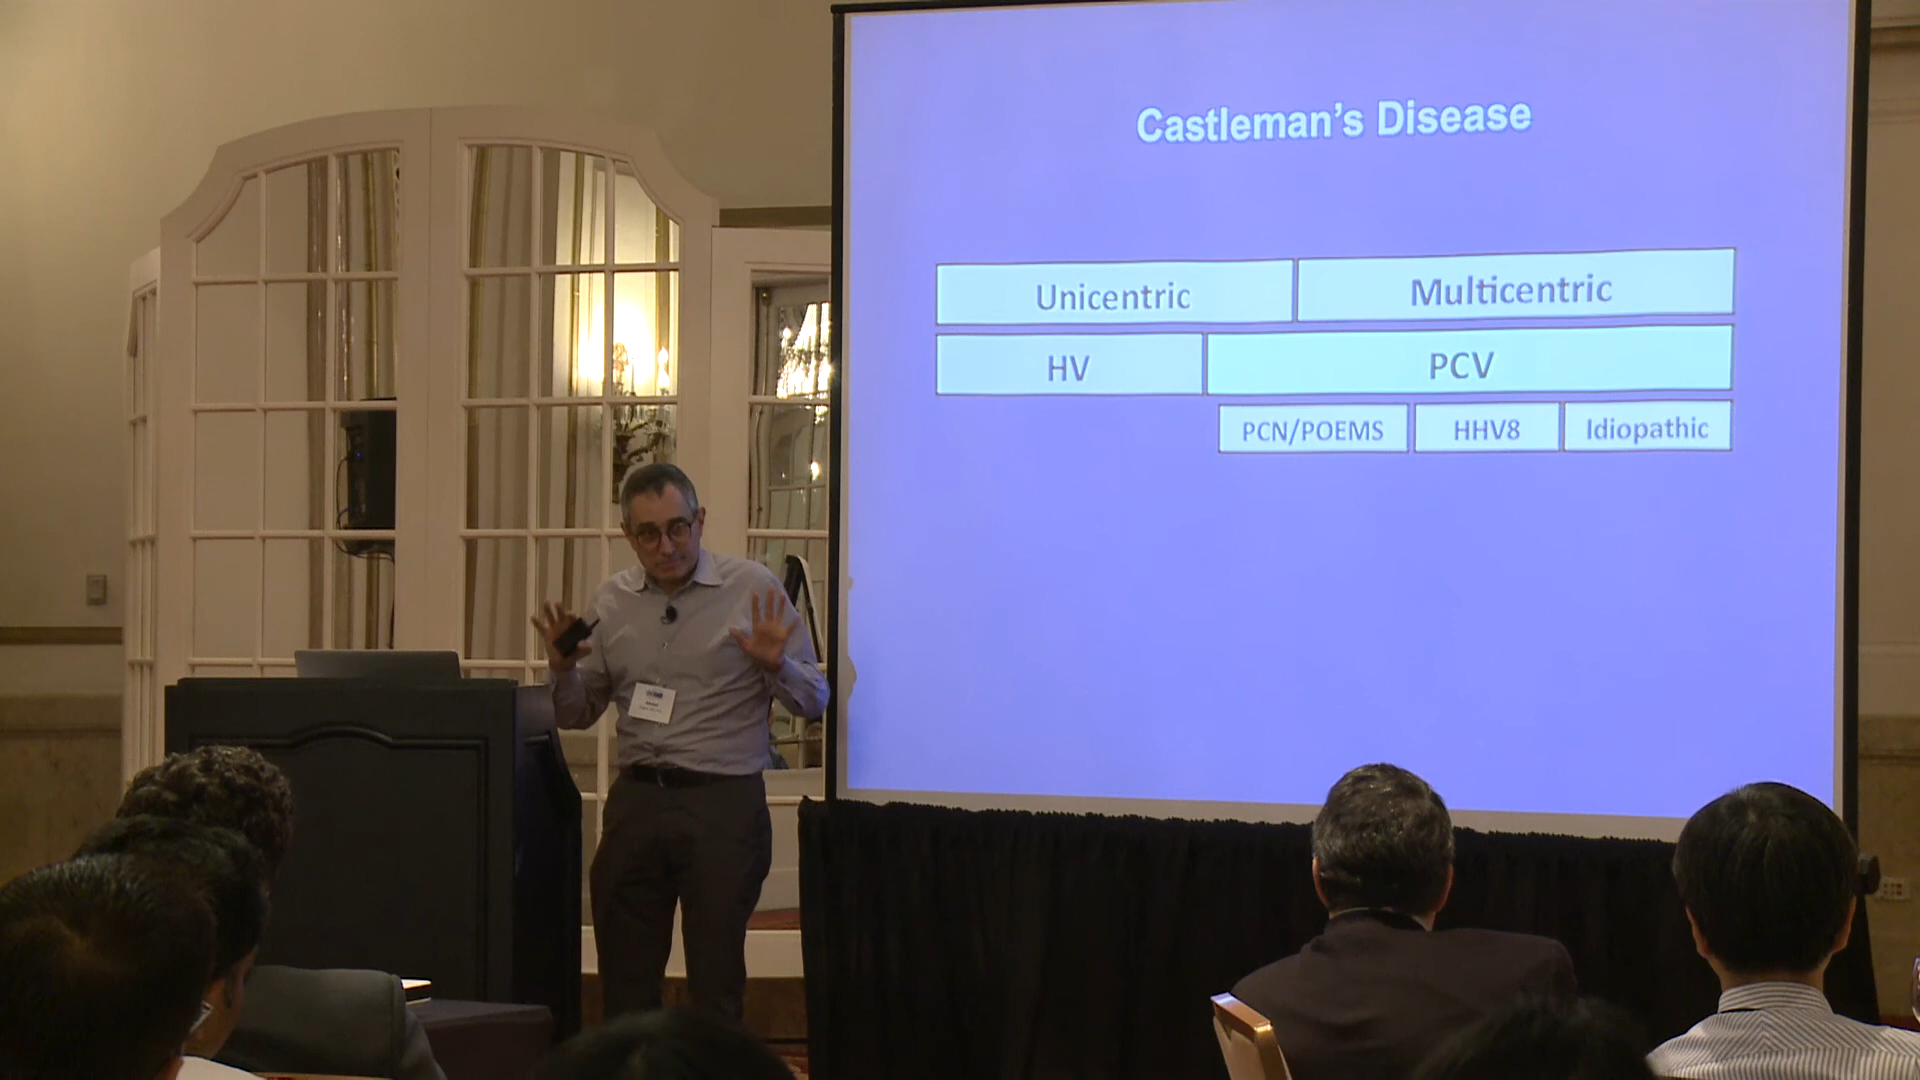 Castleman's Disease
Unicentric Multicentric
HV PCV
PCN/POEMS HHV8 Idiopathic